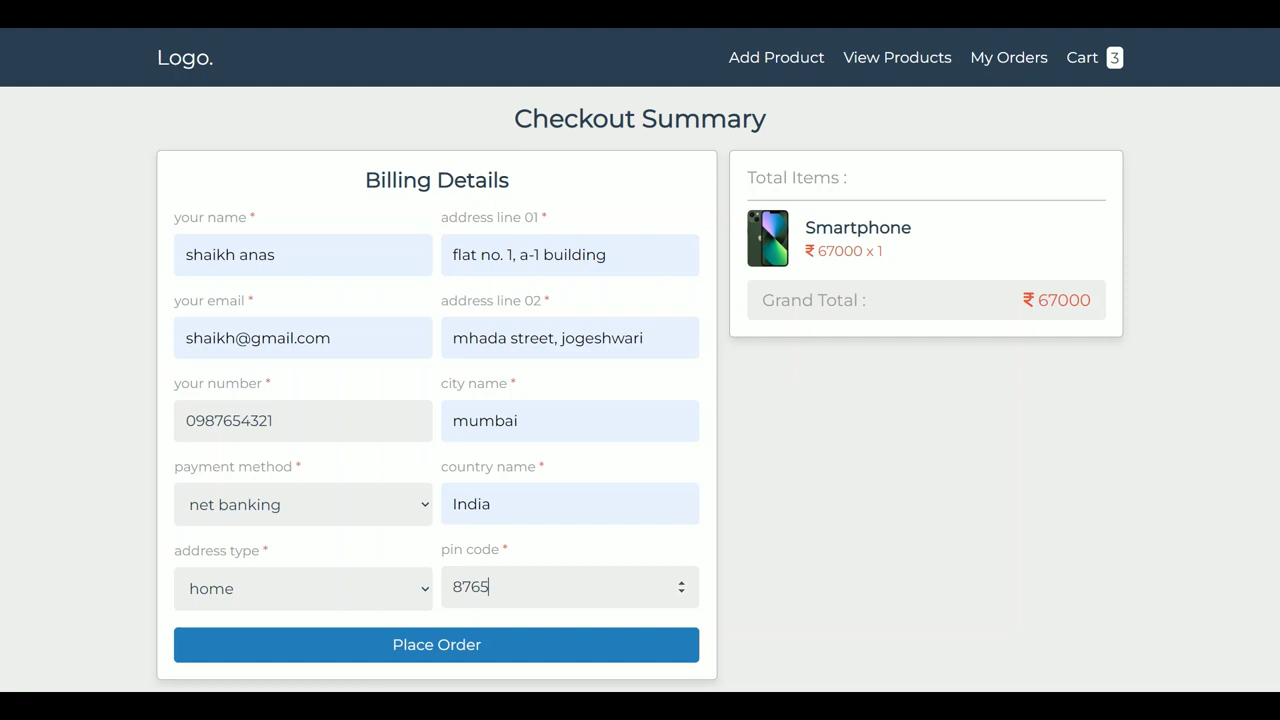 Logo.
Add Product View Products My Orders Cart 3
Checkout Summary
Billing Details
your name *
shaikh anas
address line 01 *
flat no. 1, a-1 building
your email *
shaikh@gmail.com
address line 02 *
mhada street, jogeshwari
your number *
0987654321
city name *
mumbai
payment method *
net banking
country name *
India
address type *
home
pin code *
8765
Place Order
Total Items :
Smartphone
₹ 67000 x 1
Grand Total : ₹ 67000